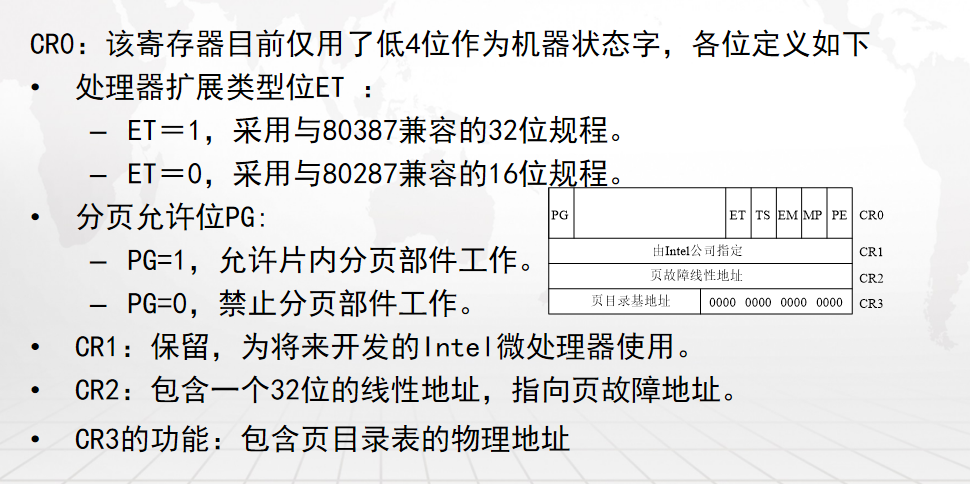 CR0：该寄存器目前仅用了低4位作为机器状态字，各位定义如下
• 处理器扩展类型位ET ：
– ET＝1，采用与80387兼容的32位规程。
– ET＝0，采用与80287兼容的16位规程。
• 分页允许位PG:
– PG=1，允许片内分页部件工作。
– PG=0，禁止分页部件工作。
PG ET TS EM MP PE CR0
由Intel公司指定 CR1
页故障线性地址 CR2
页目录基地址 0000 0000 0000 0000 CR3
• CR1：保留，为将来开发的Intel微处理器使用。
• CR2：包含一个32位的线性地址，指向页故障地址。
• CR3的功能：包含页目录表的物理地址